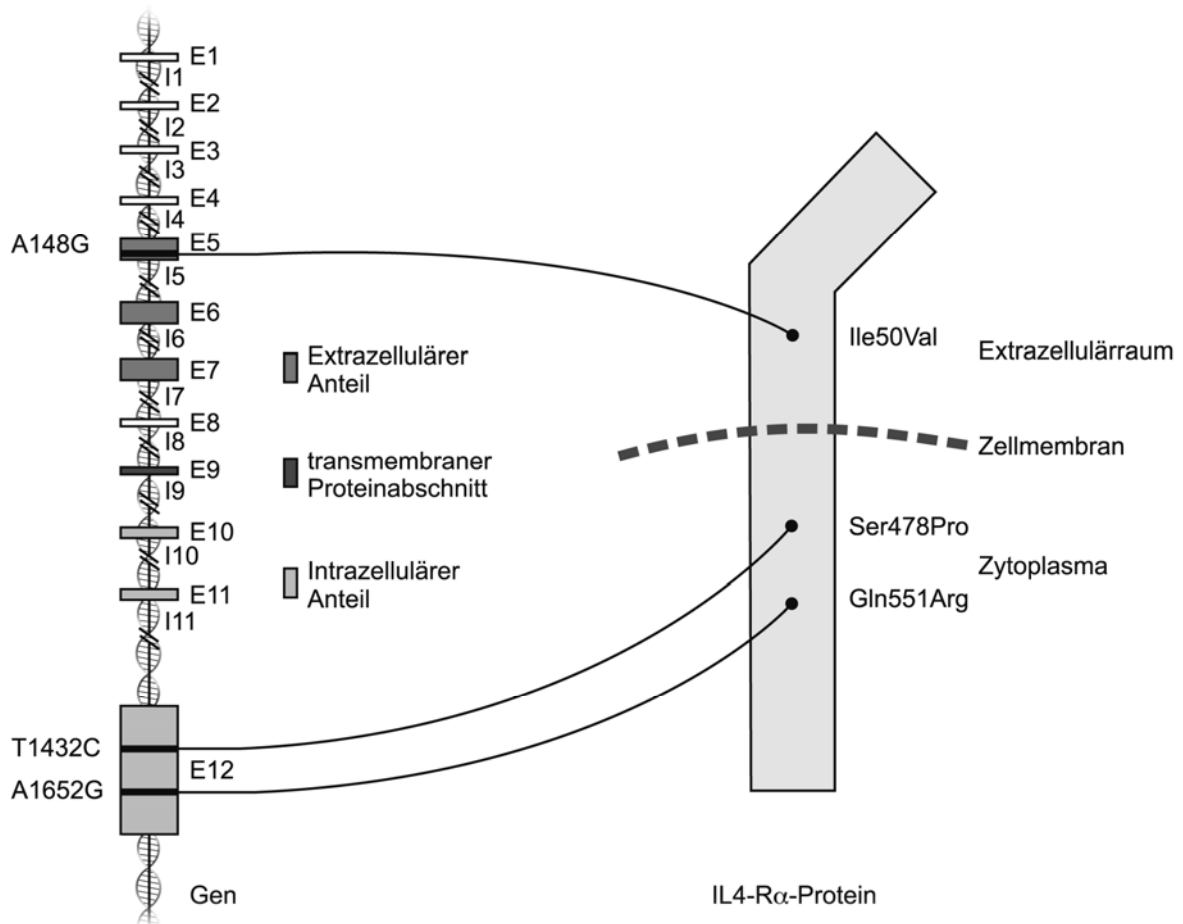 E1
I1
E2
I2
E3
I3
E4
I4
A148G
E5
I5
E6
I6
E7
I7
E8
I8
E9
I9
E10
I10
E11
I11
T1432C
E12
A1652G
Gen
Extrazellulärer
Anteil
transmembraner
Proteinabschnitt
Intrazellulärer
Anteil
Ile50Val
Extrazellulärraum
Zellmembran
Ser478Pro
Zytoplasma
Gln551Arg
IL4-Rα-Protein